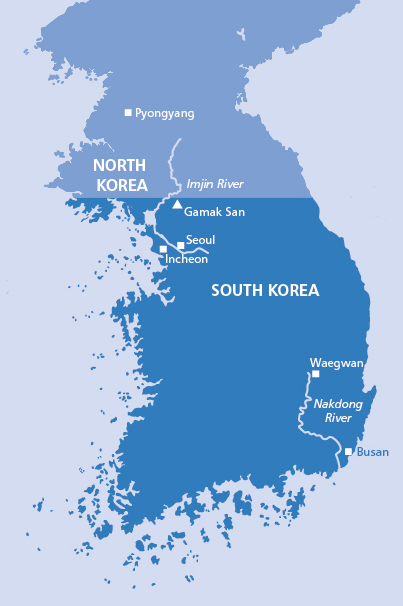 Pyongyang
NORTH
KOREA
Imjin River
Gamak San
Seoul
Incheon
SOUTH KOREA
Waegwan
Nakdong
River
Busan